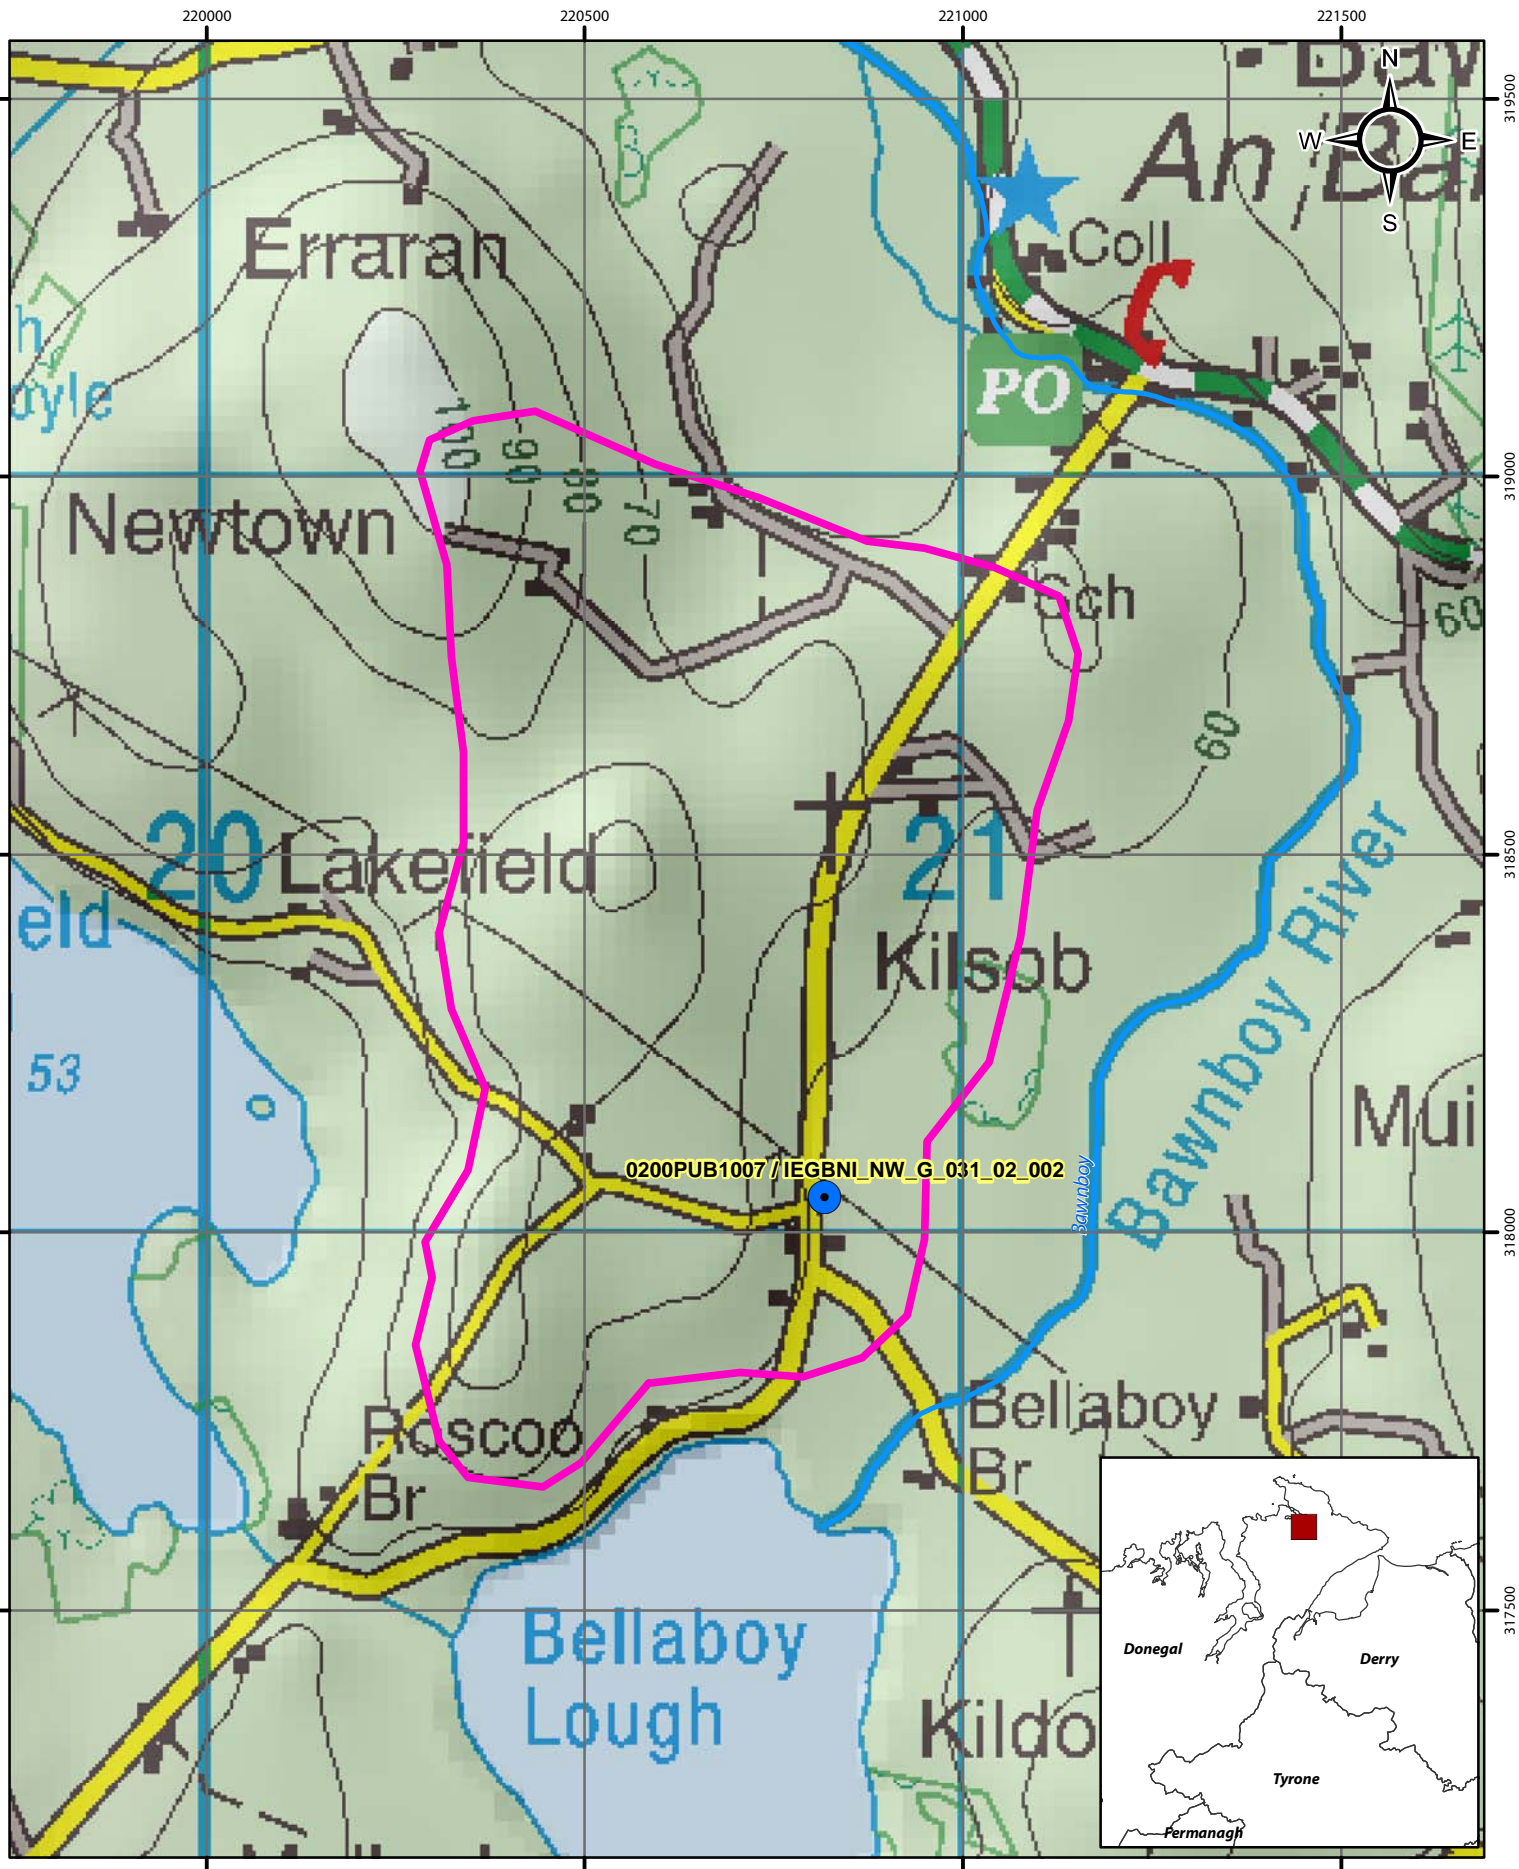 220000
220500
221000
221500
N
W
E
S
319500
An
Coll
Erraran
PO
100
90
80
70
319000
Newtown
Sch
60
60
20
Lakefield
21
318500
eld
Kilsob
53
Bawnboy River
Mui
0200PUB1007 / IEGBNI_NW_G_031_02_002
Bawnboy
318000
Bellaboy
Br
Roscoo
Br
317500
Bellaboy
Lough
Kildo
Donegal
Derry
Tyrone
Fermanagh